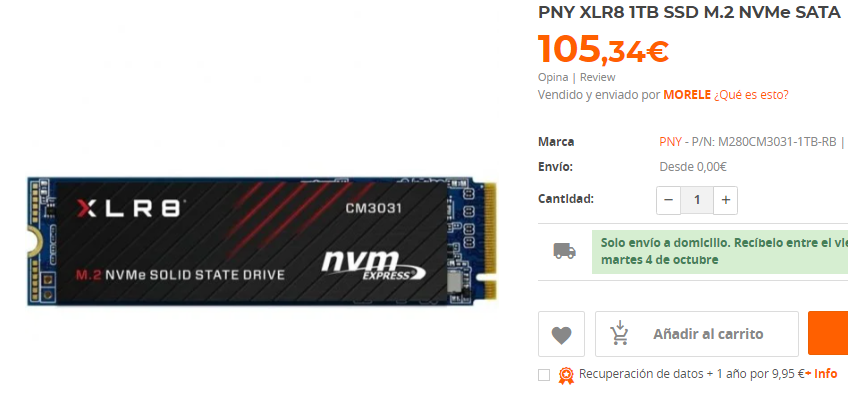 PNY XLR8 1TB SSD M.2 NVMe SATA
105,34€
Opina | Review
Vendido y enviado por MORELE ¿Qué es esto?
Marca PNY - P/N: M280CM3031-1TB-RB |
Envío: Desde 0,00€
Cantidad: − 1 +
Solo envío a domicilio. Recíbelo entre el vie
martes 4 de octubre
Añadir al carrito
Recuperación de datos + 1 año por 9,95 €+ Info
XLR8
CM3031
nvm
EXPRESS
M.2 NVMe SOLID STATE DRIVE